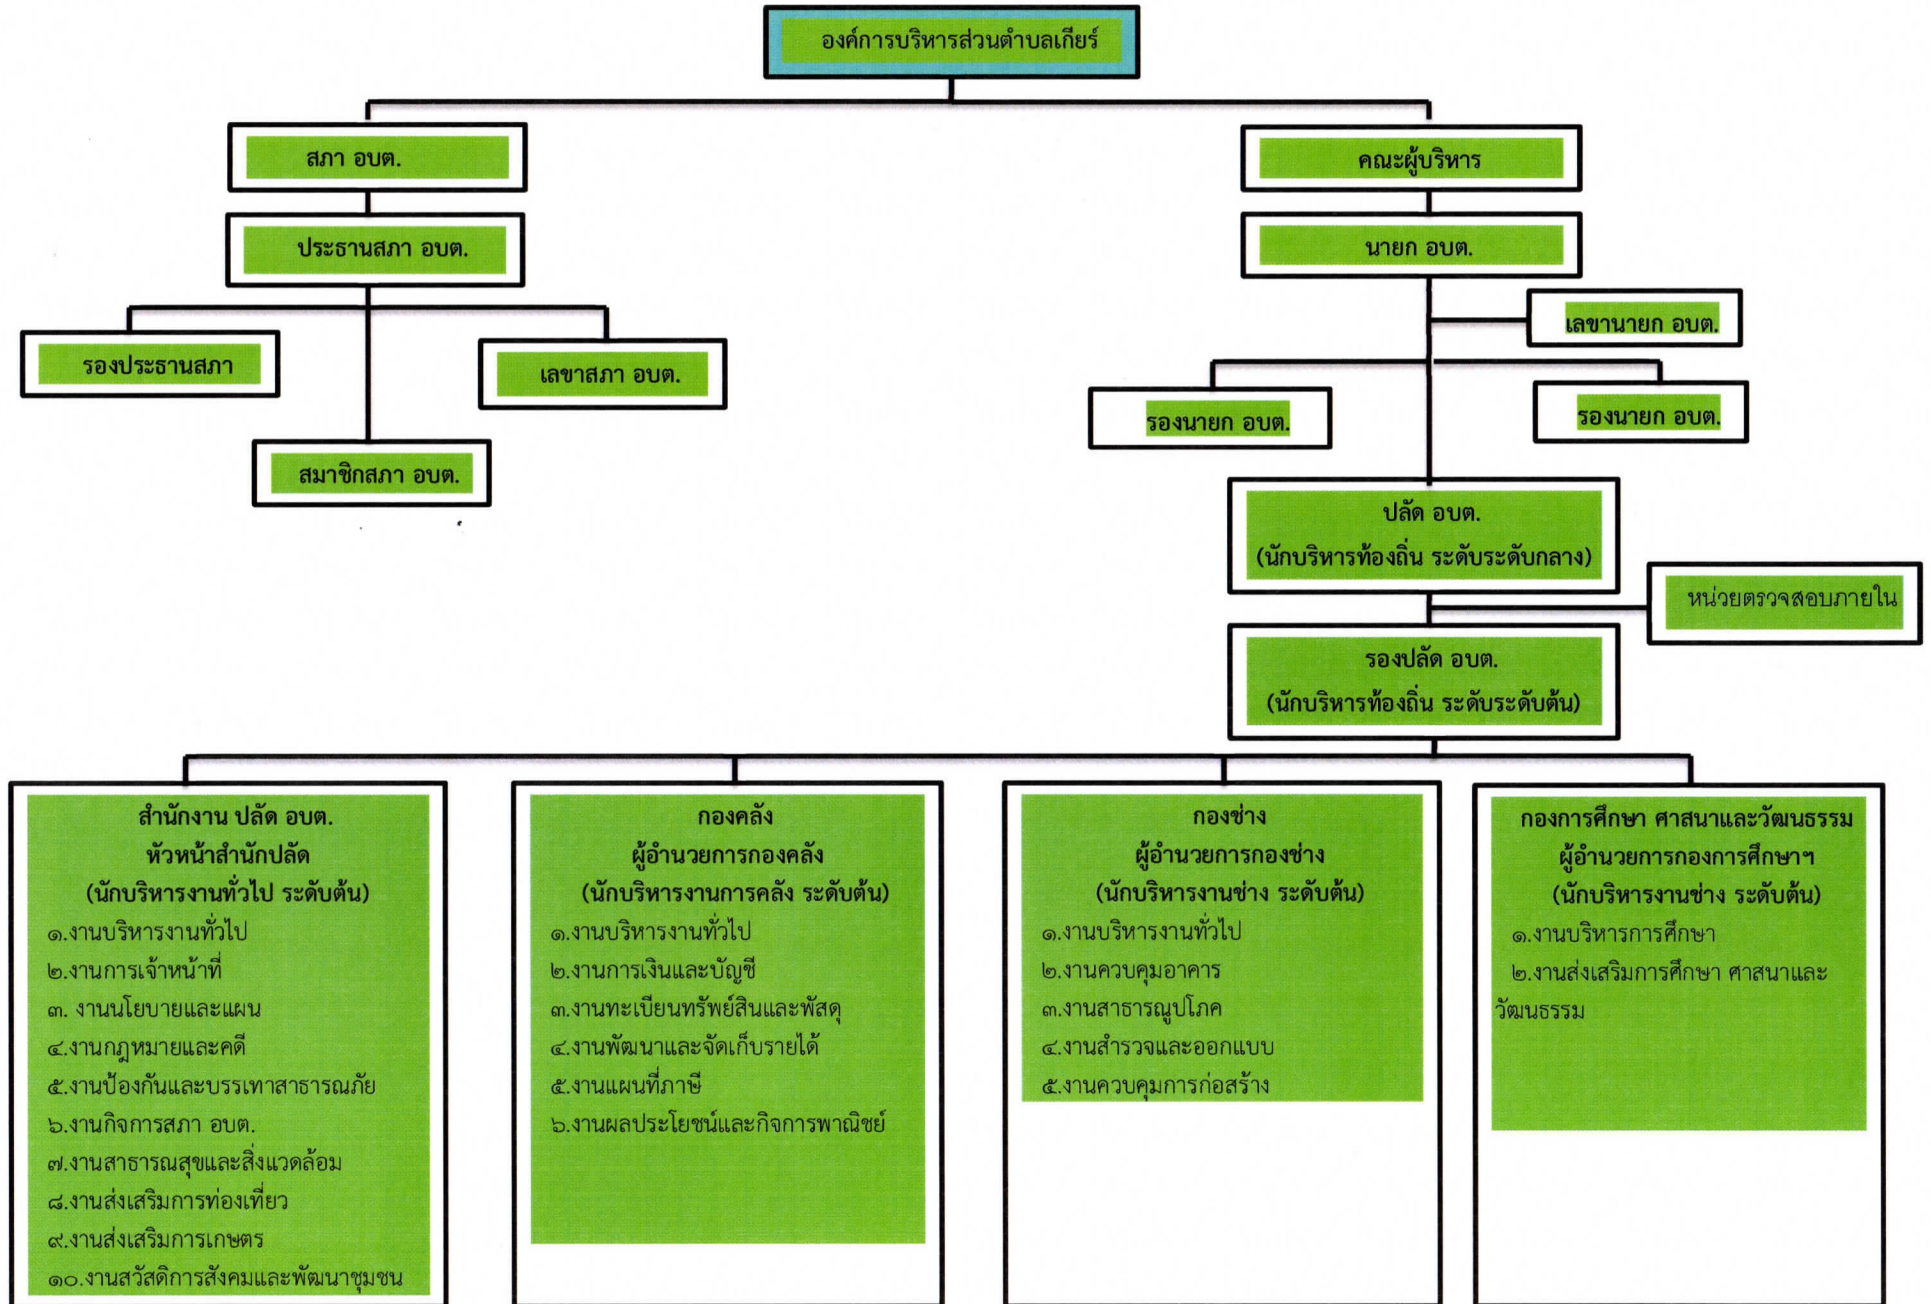 องค์การบริหารส่วนตำบลเกียร์
สภา อบต.
คณะผู้บริหาร
ประธานสภา อบต.
นายก อบต.
เลขานายก อบต.
รองประธานสภา
เลขาสภา อบต.
รองนายก อบต.
รองนายก อบต.
สมาชิกสภา อบต.
ปลัด อบต.
(นักบริหารท้องถิ่น ระดับระดับกลาง)
หน่วยตรวจสอบภายใน
รองปลัด อบต.
(นักบริหารท้องถิ่น ระดับระดับต้น)
สำนักงาน ปลัด อบต.
หัวหน้าสำนักปลัด
(นักบริหารงานทั่วไป ระดับต้น)
๑.งานบริหารงานทั่วไป
๒.งานการเจ้าหน้าที่
๓. งานนโยบายและแผน
๔.งานกฎหมายและคดี
๕.งานป้องกันและบรรเทาสาธารณภัย
๖.งานกิจการสภา อบต.
๗.งานสาธารณสุขและสิ่งแวดล้อม
๘.งานส่งเสริมการท่องเที่ยว
๙.งานส่งเสริมการเกษตร
๑๐.งานสวัสดิการสังคมและพัฒนาชุมชน
กองคลัง
ผู้อำนวยการกองคลัง
(นักบริหารงานการคลัง ระดับต้น)
๑.งานบริหารงานทั่วไป
๒.งานการเงินและบัญชี
๓.งานทะเบียนทรัพย์สินและพัสดุ
๔.งานพัฒนาและจัดเก็บรายได้
๕.งานแผนที่ภาษี
๖.งานผลประโยชน์และกิจการพาณิชย์
กองช่าง
ผู้อำนวยการกองช่าง
(นักบริหารงานช่าง ระดับต้น)
๑.งานบริหารงานทั่วไป
๒.งานควบคุมอาคาร
๓.งานสาธารณูปโภค
๔.งานสำรวจและออกแบบ
๕.งานควบคุมการก่อสร้าง
กองการศึกษา ศาสนาและวัฒนธรรม
ผู้อำนวยการกองการศึกษาฯ
(นักบริหารงานช่าง ระดับต้น)
๑.งานบริหารการศึกษา
๒.งานส่งเสริมการศึกษา ศาสนาและ
วัฒนธรรม